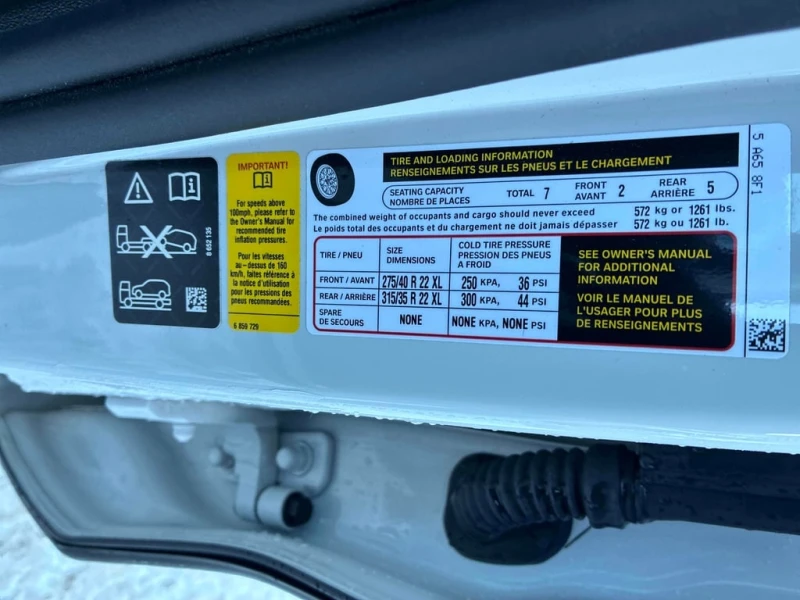 8 652 135
IMPORTANT!
For speeds above
100mph, please refer to
the Owner's Manual for
recommended tire
inflation pressures.
Pour les vitesses
au-dessus de 160
km/h, faites référence à
la notice d'utilisation
pour les pressions des
pneus recommandées.
6 859 729
TIRE AND LOADING INFORMATION
RENSEIGNEMENTS SUR LES PNEUS ET LE CHARGEMENT
SEATING CAPACITY
NOMBRE DE PLACES
TOTAL 7
FRONT
AVANT 2
REAR
ARRIÈRE 5
The combined weight of occupants and cargo should never exceed 572 kg or 1261 lbs.
Le poids total des occupants et du chargement ne doit jamais dépasser 572 kg ou 1261 lb.
TIRE / PNEU
SIZE
DIMENSIONS
COLD TIRE PRESSURE
PRESSION DES PNEUS
A FROID
FRONT / AVANT 275/40 R 22 XL 250 KPA, 36 PSI
REAR / ARRIÈRE 315/35 R 22 XL 300 KPA, 44 PSI
SPARE
DE SECOURS
NONE NONE KPA, NONE PSI
SEE OWNER'S MANUAL
FOR ADDITIONAL
INFORMATION
VOIR LE MANUEL DE
L'USAGER POUR PLUS
DE RENSEIGNEMENTS
5 A65 8F1